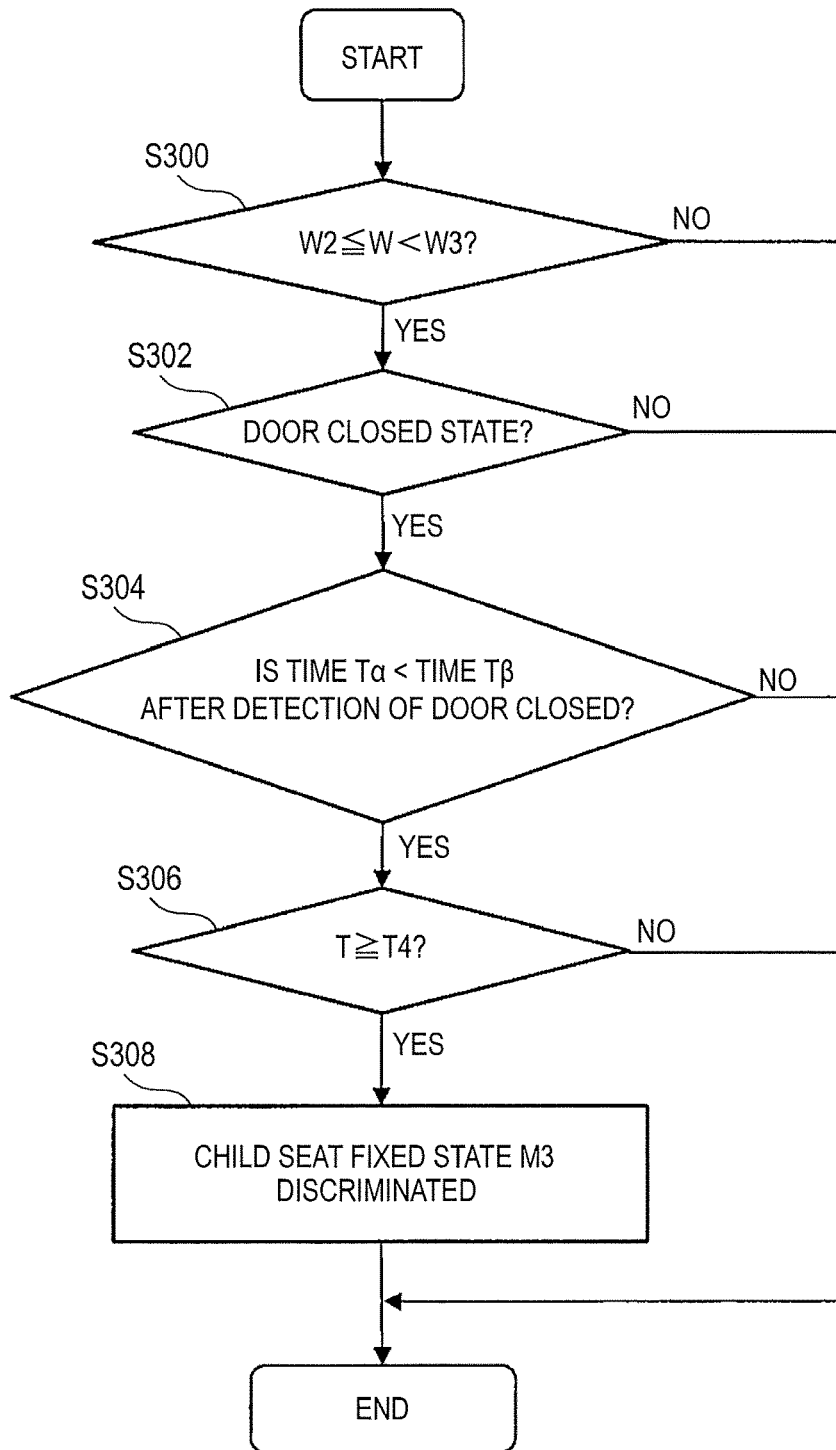 START
S300
W2≦W<W3?
NO
YES
S302
DOOR CLOSED STATE?
NO
YES
S304
IS TIME Tα < TIME Tβ
AFTER DETECTION OF DOOR CLOSED?
NO
YES
S306
T≧T4?
NO
YES
S308
CHILD SEAT FIXED STATE M3
DISCRIMINATED
END